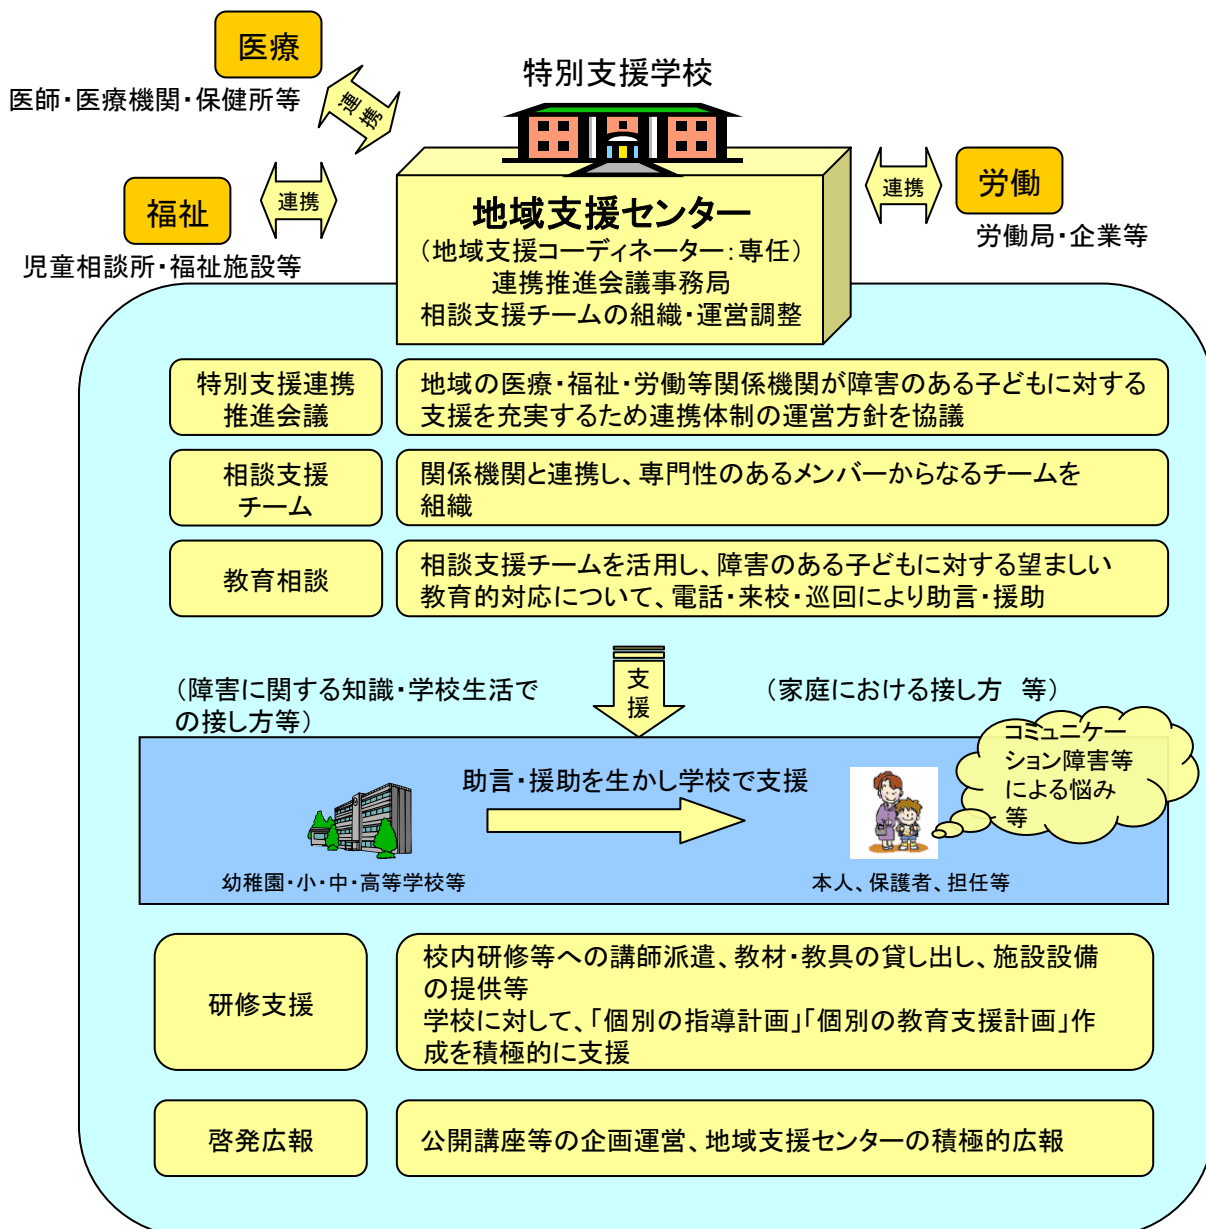 医療
医師・医療機関・保健所等
連携
特別支援学校
福祉
連携
児童相談所・福祉施設等
連携
労働
労働局・企業等
地域支援センター
（地域支援コーディネーター：専任）
連携推進会議事務局
相談支援チームの組織・運営調整
特別支援連携
推進会議
地域の医療・福祉・労働等関係機関が障害のある子どもに対する
支援を充実するため連携体制の運営方針を協議
相談支援
チーム
関係機関と連携し、専門性のあるメンバーからなるチームを
組織
教育相談
相談支援チームを活用し、障害のある子どもに対する望ましい
教育的対応について、電話・来校・巡回により助言・援助
支
援
（障害に関する知識・学校生活で
の接し方等）
（家庭における接し方　等）
コミュニケー
ション障害等
による悩み
等
助言・援助を生かし学校で支援
幼稚園・小・中・高等学校等
本人、保護者、担任等
研修支援
校内研修等への講師派遣、教材・教具の貸し出し、施設設備
の提供等
学校に対して、「個別の指導計画」「個別の教育支援計画」作
成を積極的に支援
啓発広報
公開講座等の企画運営、地域支援センターの積極的広報